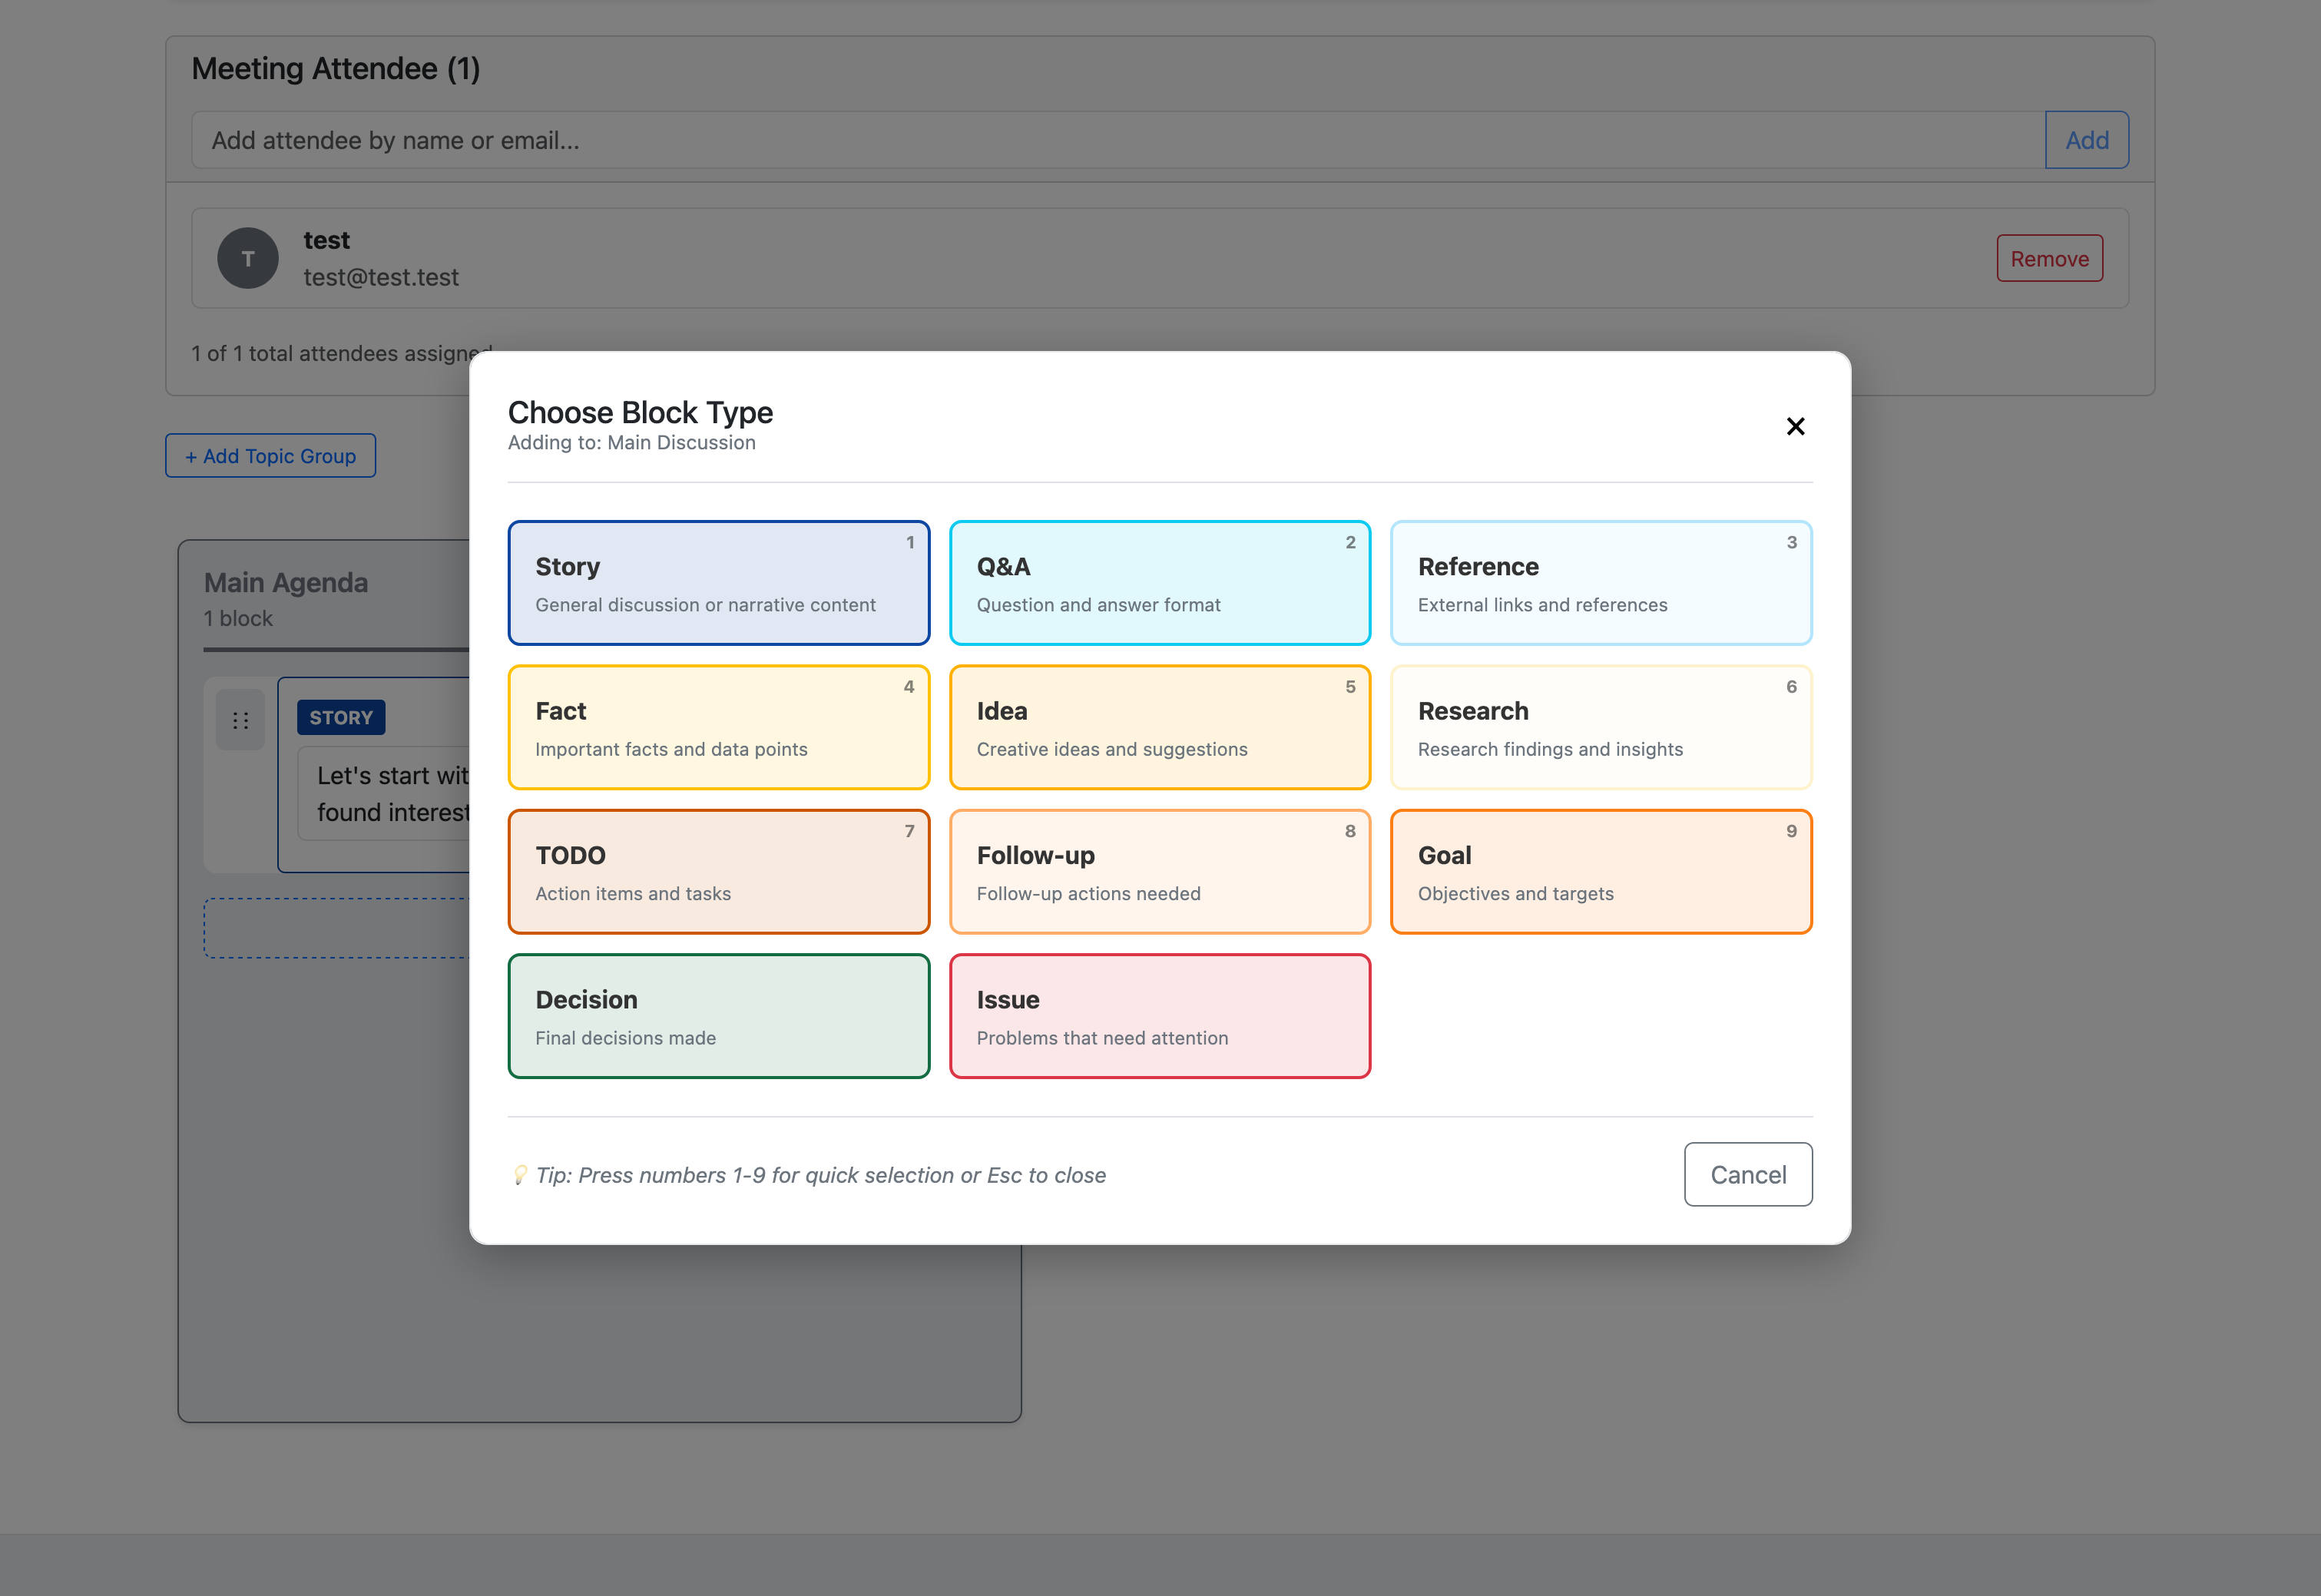 Meeting Attendee (1)
Add attendee by name or email...
Add
T
test
test@test.test
Remove
1 of 1 total attendees assigned
+ Add Topic Group
Main Agenda
1 block
STORY
Let's start
found
Choose Block Type
Adding to: Main Discussion
×
1
Story
General discussion or narrative content
2
Q&A
Question and answer format
3
Reference
External links and references
4
Fact
Important facts and data points
5
Idea
Creative ideas and suggestions
6
Research
Research findings and insights
7
TODO
Action items and tasks
8
Follow-up
Follow-up actions needed
9
Goal
Objectives and targets
Decision
Final decisions made
Issue
Problems that need attention
💡 Tip: Press numbers 1-9 for quick selection or Esc to close
Cancel